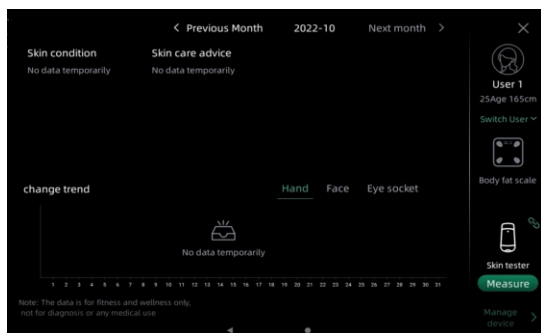 Previous Month 2022-10 Next month
Skin condition
No data temporarily
Skin care advice
No data temporarily
User 1
25Age 165cm
Switch User
Body fat scale
change trend
Hand Face Eye socket
No data temporarily
1 2 3 4 5 6 7 8 9 10 11 12 13 14 15 16 17 18 19 20 21 22 23 24 25 26 27 28 29 30 31
Skin tester
Measure
Note: The data is for fitness and wellness only,
not for diagnosis or any medical use
Manage
device